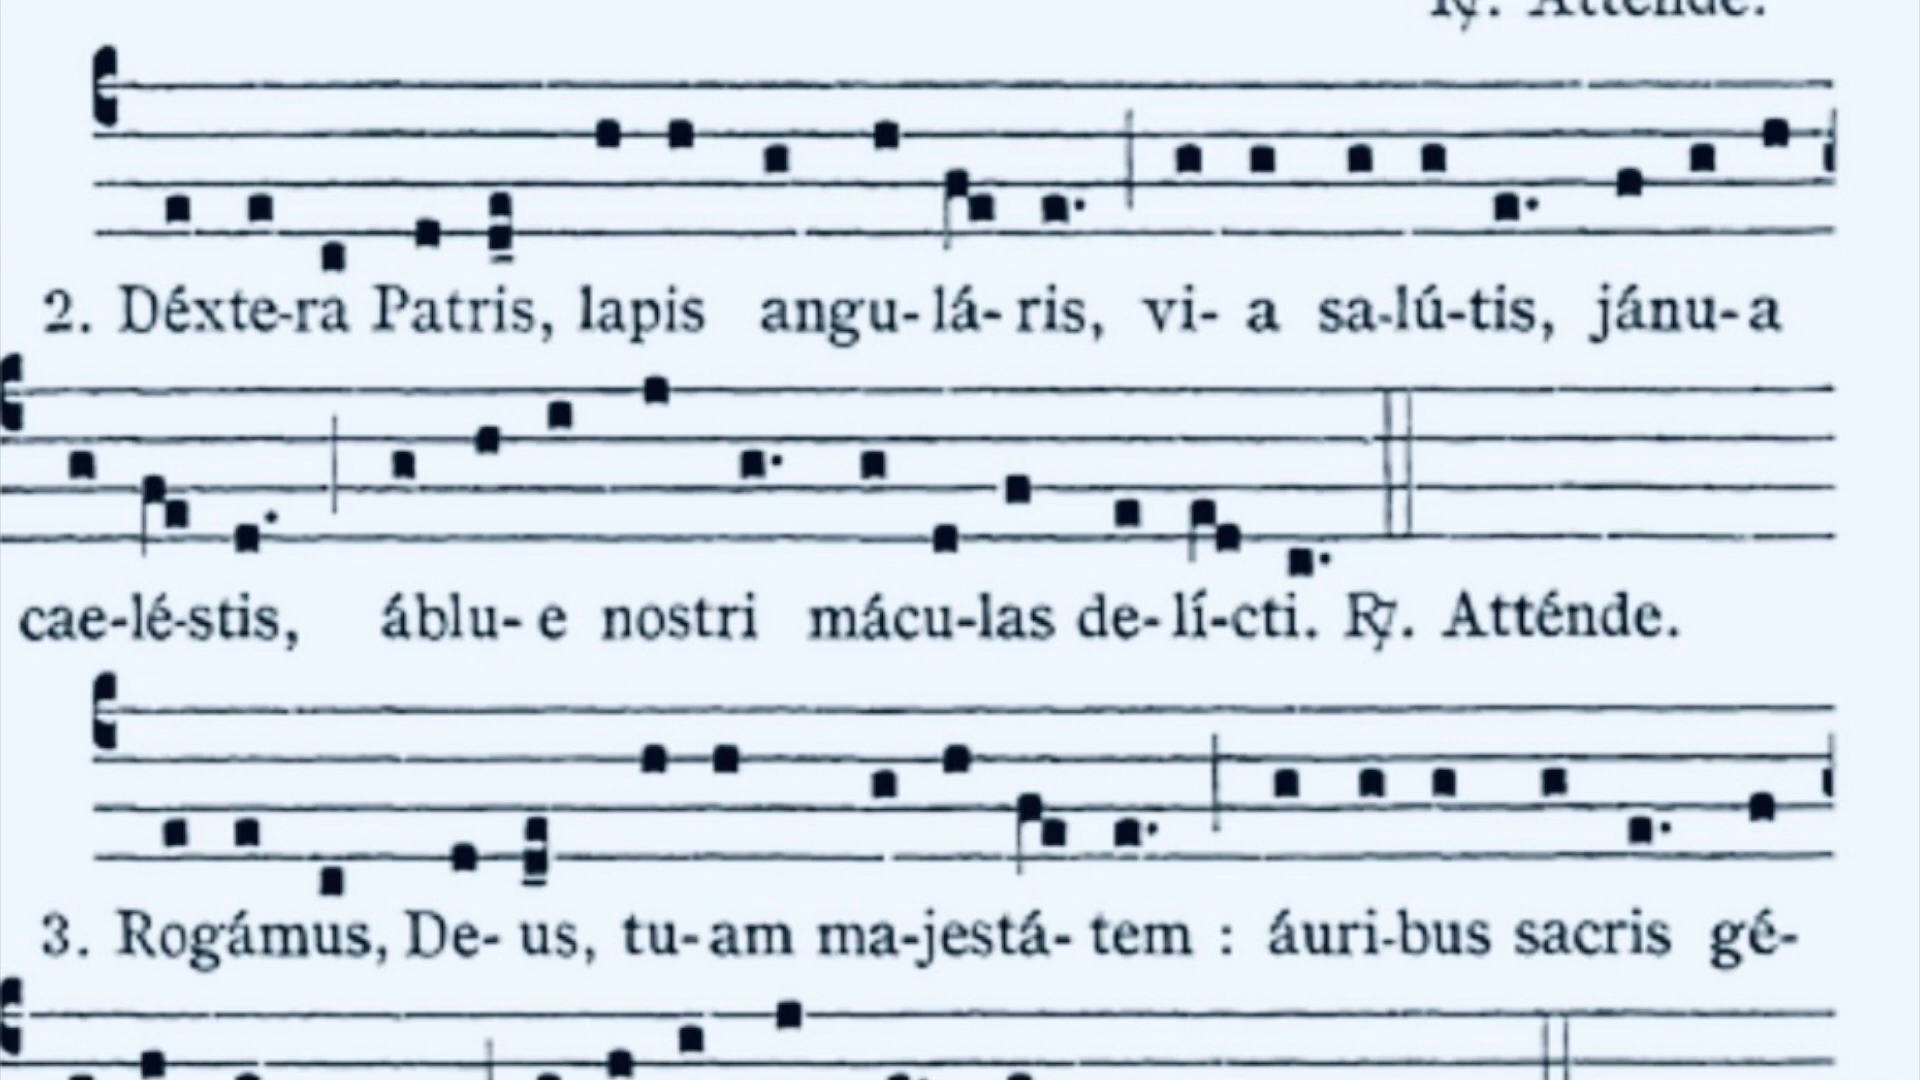 ℟. Atténde.
2. Déxte-ra Patris, lapis angu-lá-ris, vi-a sa-lú-tis, jánu-a
cae-lé-stis, áblu-e nostri mácu-las de-lí-cti. ℟. Atténde.
3. Rogámus, De-us, tu-am ma-jestá-tem : áuri-bus sacris gé-